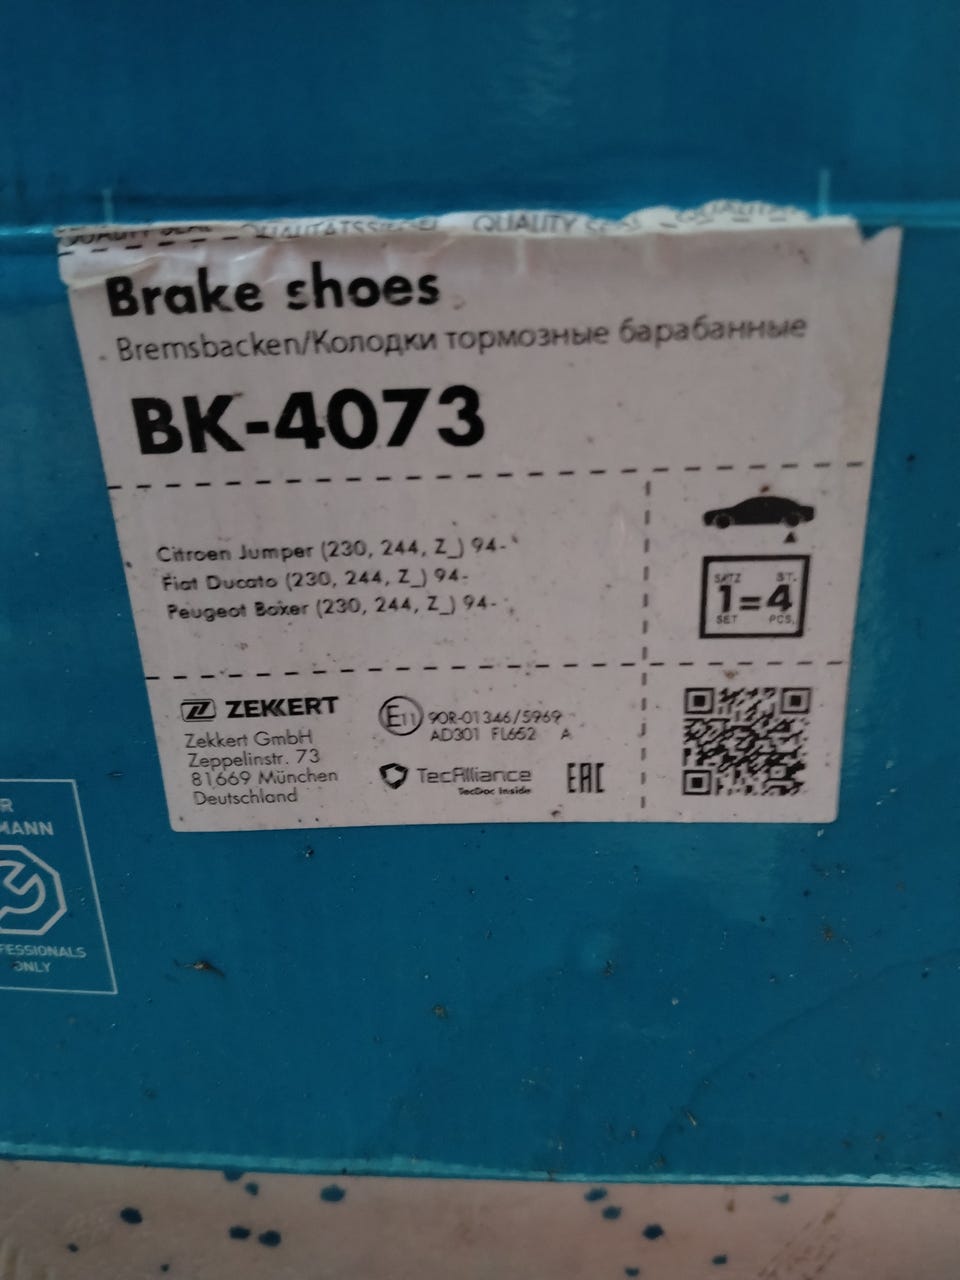 QUALITY SEAL QUALITÄTSSIEGEL QUALITY SEAL
Brake shoes
Bremsbacken/Колодки тормозные барабанные
BK-4073
Citroen Jumper (230, 244, Z_) 94-
Fiat Ducato (230, 244, Z_) 94-
Peugeot Boxer (230, 244, Z_) 94-
SATZ ST.
1=4
SET PCS.
ZEKKERT
Zekkert GmbH
Zeppelinstr. 73
81669 München
Deutschland
E11 90R-01346/5969
AD301 FL652 A
TecAlliance
TecDoc Inside
EAC
R
MANN
FESSIONALS
ONLY